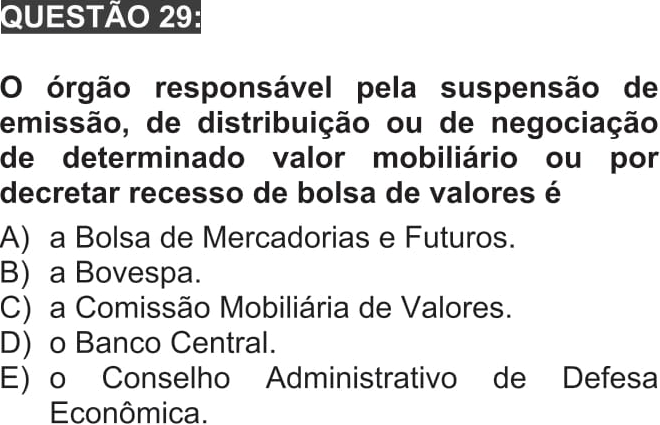 QUESTÃO 29:
O órgão responsável pela suspensão de
emissão, de distribuição ou de negociação
de determinado valor mobiliário ou por
decretar recesso de bolsa de valores é
A) a Bolsa de Mercadorias e Futuros.
B) a Bovespa.
C) a Comissão Mobiliária de Valores.
D) o Banco Central.
E) o Conselho Administrativo de Defesa
Econômica.